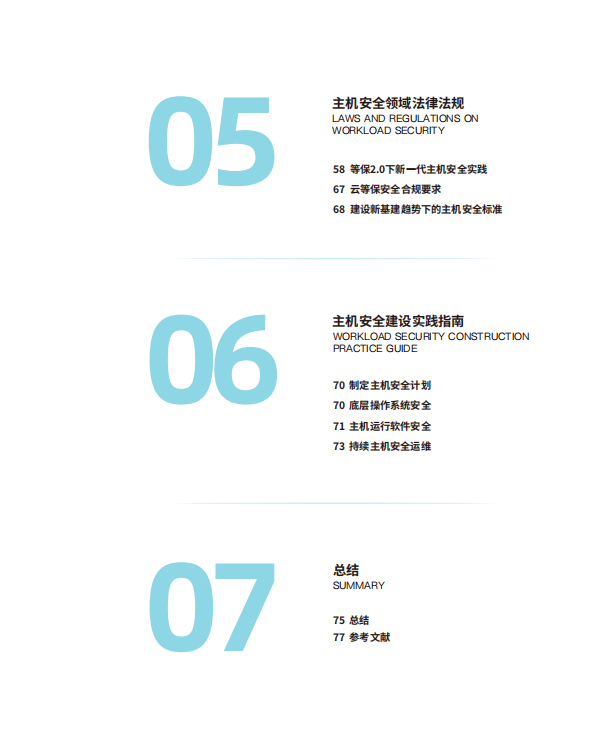 05
主机安全领域法律法规
LAWS AND REGULATIONS ON
WORKLOAD SECURITY
58 等保2.0下新一代主机安全实践
67 云等保安全合规要求
68 建设新基建趋势下的主机安全标准
06
主机安全建设实践指南
WORKLOAD SECURITY CONSTRUCTION
PRACTICE GUIDE
70 制定主机安全计划
70 底层操作系统安全
71 主机运行软件安全
73 持续主机安全运维
07
总结
SUMMARY
75 总结
77 参考文献